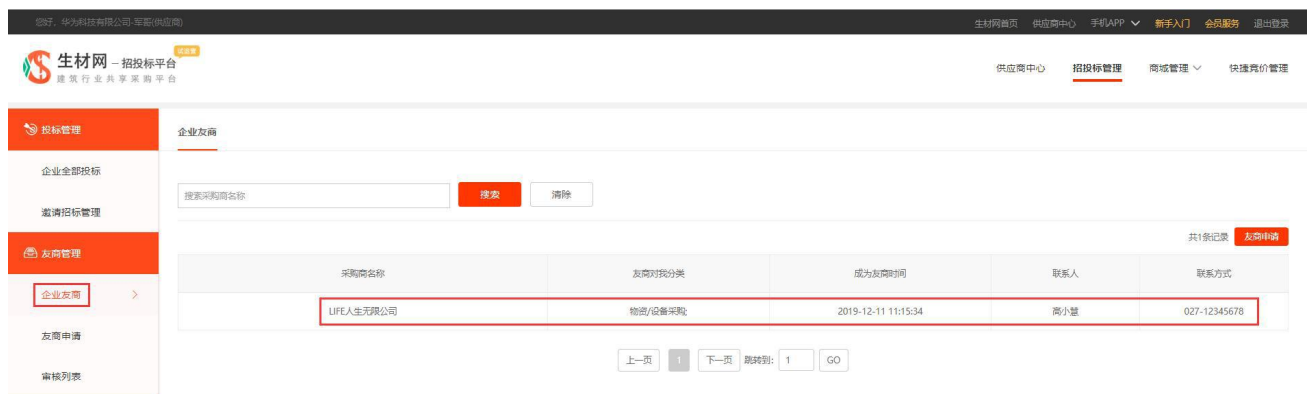 您好，华为科技有限公司-军哥(供应商)
生材网首页 供应商中心 手机APP 新手入门 会员服务 退出登录
生材网 - 招投标平台 试运营
建筑行业共享采购平台
供应商中心 招投标管理 商城管理 快捷竞价管理
投标管理
企业友商
企业全部投标
搜索采购商名称 搜索 清除
邀请招标管理
共1条记录 友商申请
友商管理
采购商名称 友商对我分类 成为友商时间 联系人 联系方式
企业友商
LIFE人生无限公司 物资/设备采购; 2019-12-11 11:15:34 高小慧 027-12345678
友商申请
上一页 1 下一页 跳转到: 1 GO
审核列表